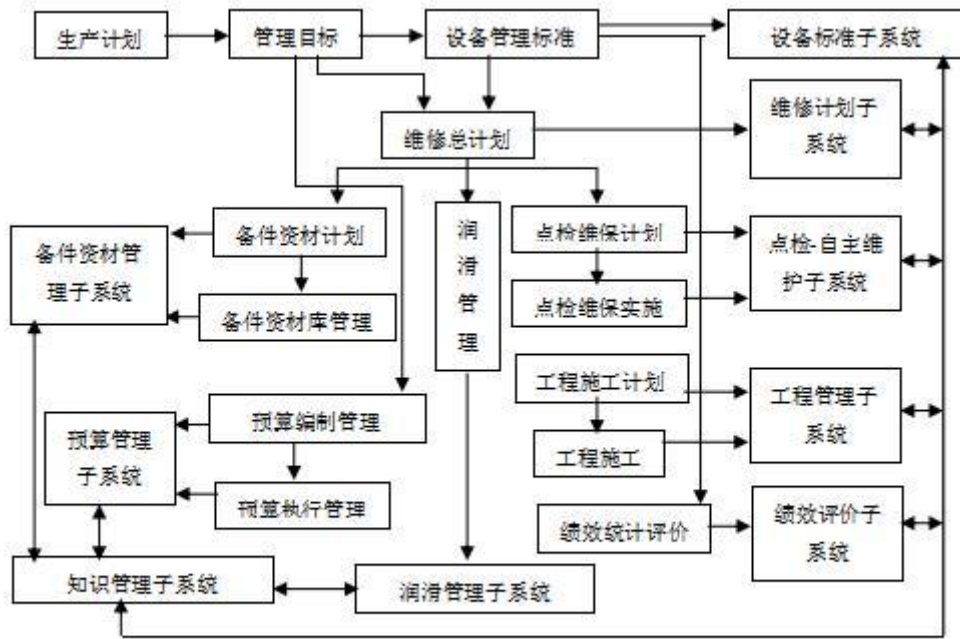 生产计划
管理目标
设备管理标准
设备标准子系统
维修总计划
维修计划子
系统
备件资材管
理子系统
备件资材计划
备件资材库管理
润
滑
管
理
点检维保计划
点检维保实施
点检-自主维
护子系统
工程施工计划
工程施工
工程管理子
系统
预算管理
子系统
预算编制管理
预算执行管理
绩效统计评价
绩效评价子
系统
知识管理子系统
润滑管理子系统